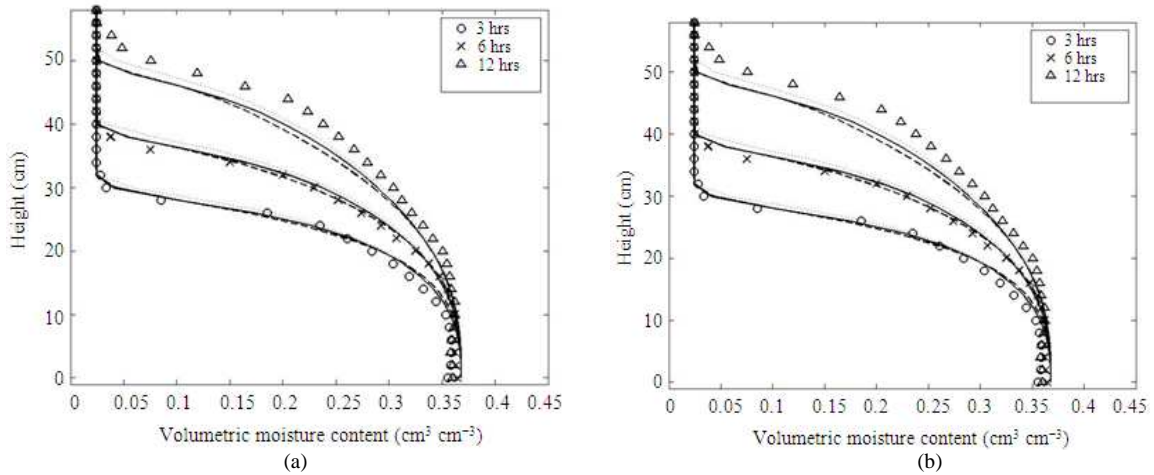 3 hrs
6 hrs
12 hrs
50
40
30
20
10
0
Height (cm)
0 0.05 0.1 0.15 0.2 0.25 0.3 0.35 0.4 0.45
Volumetric moisture content (cm³ cm⁻³)
(a)
3 hrs
6 hrs
12 hrs
50
40
30
20
10
0
Height (cm)
0 0.05 0.1 0.15 0.2 0.25 0.3 0.35 0.4 0.45
Volumetric moisture content (cm³ cm⁻³)
(b)